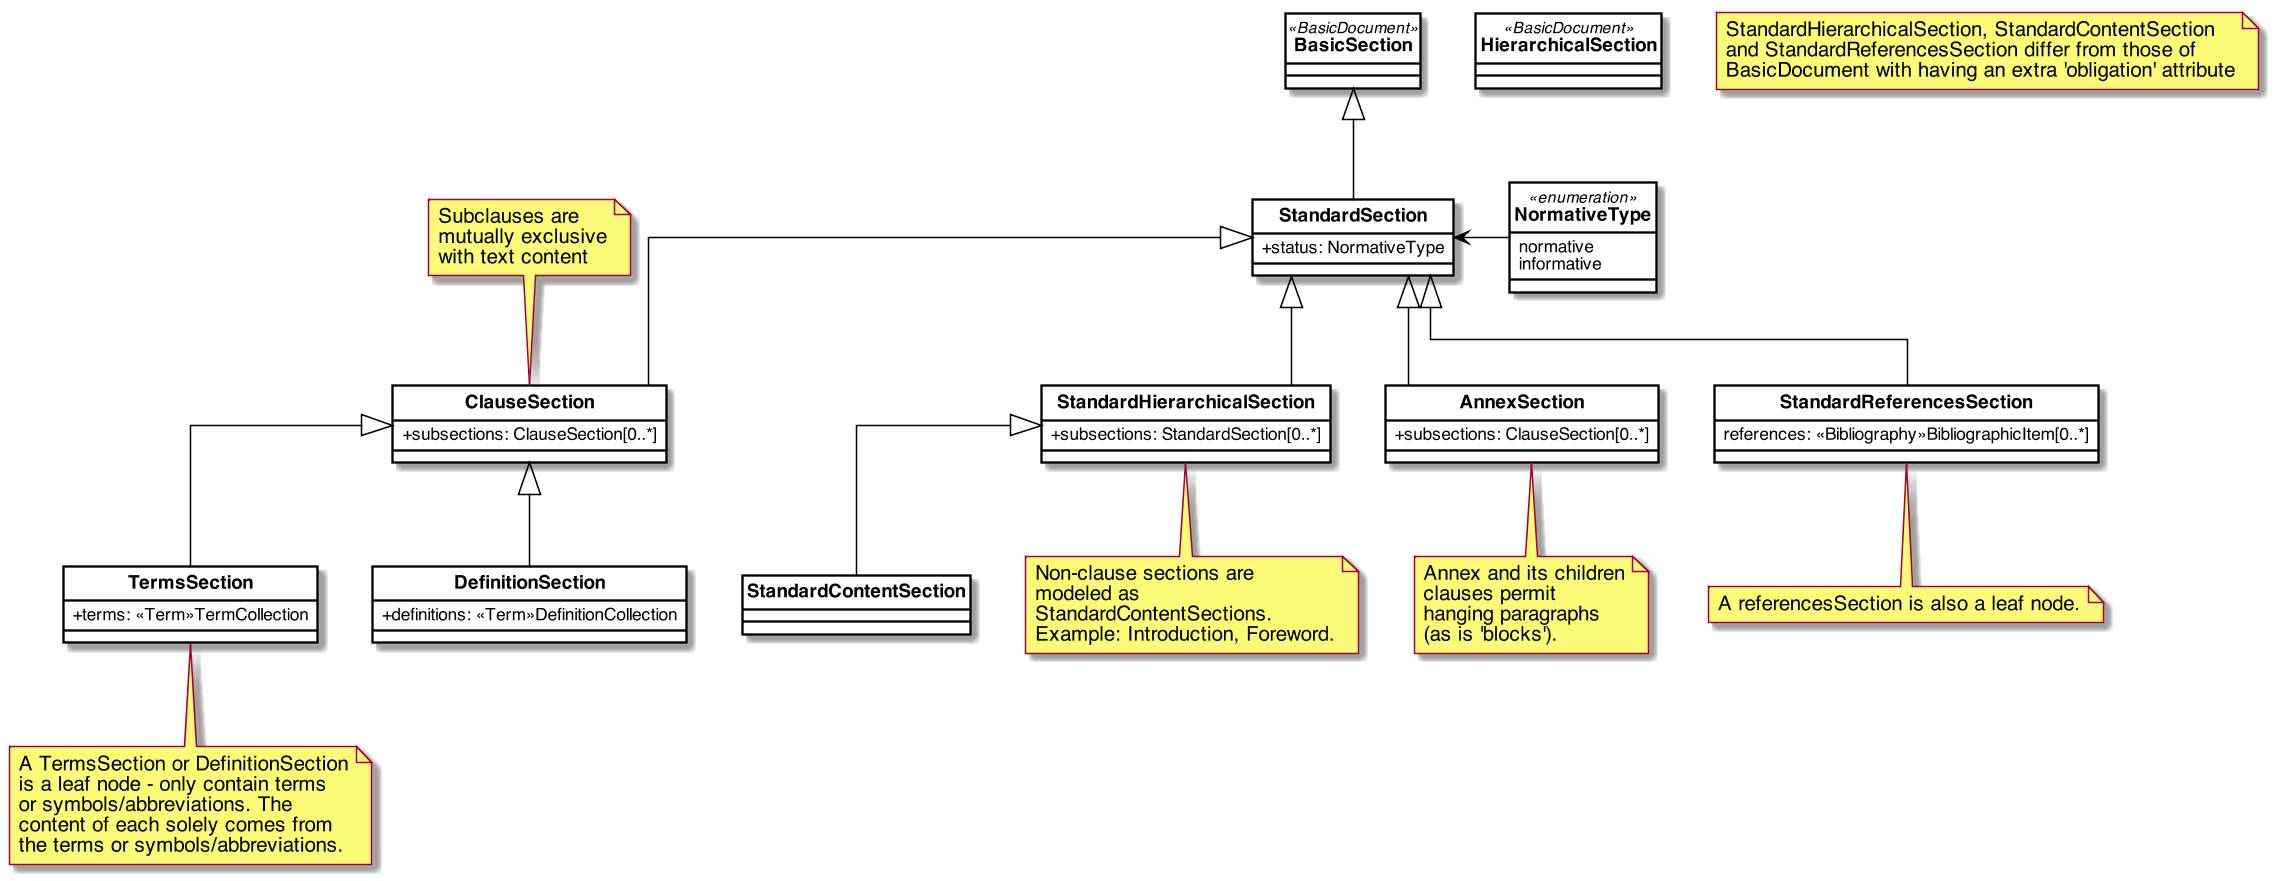 «BasicDocument»
BasicSection
«BasicDocument»
HierarchicalSection
StandardHierarchicalSection, StandardContentSection
and StandardReferencesSection differ from those of
BasicDocument with having an extra 'obligation' attribute
Subclauses are
mutually exclusive
with text content
StandardSection
+status: NormativeType
«enumeration»
NormativeType
normative
informative
ClauseSection
+subsections: ClauseSection[0..*]
StandardHierarchicalSection
+subsections: StandardSection[0..*]
AnnexSection
+subsections: ClauseSection[0..*]
StandardReferencesSection
references: «Bibliography»BibliographicItem[0..*]
TermsSection
+terms: «Term»TermCollection
DefinitionSection
+definitions: «Term»DefinitionCollection
StandardContentSection
Non-clause sections are
modeled as
StandardContentSections.
Example: Introduction, Foreword.
Annex and its children
clauses permit
hanging paragraphs
(as is 'blocks').
A referencesSection is also a leaf node.
A TermsSection or DefinitionSection
is a leaf node - only contain terms
or symbols/abbreviations. The
content of each solely comes from
the terms or symbols/abbreviations.